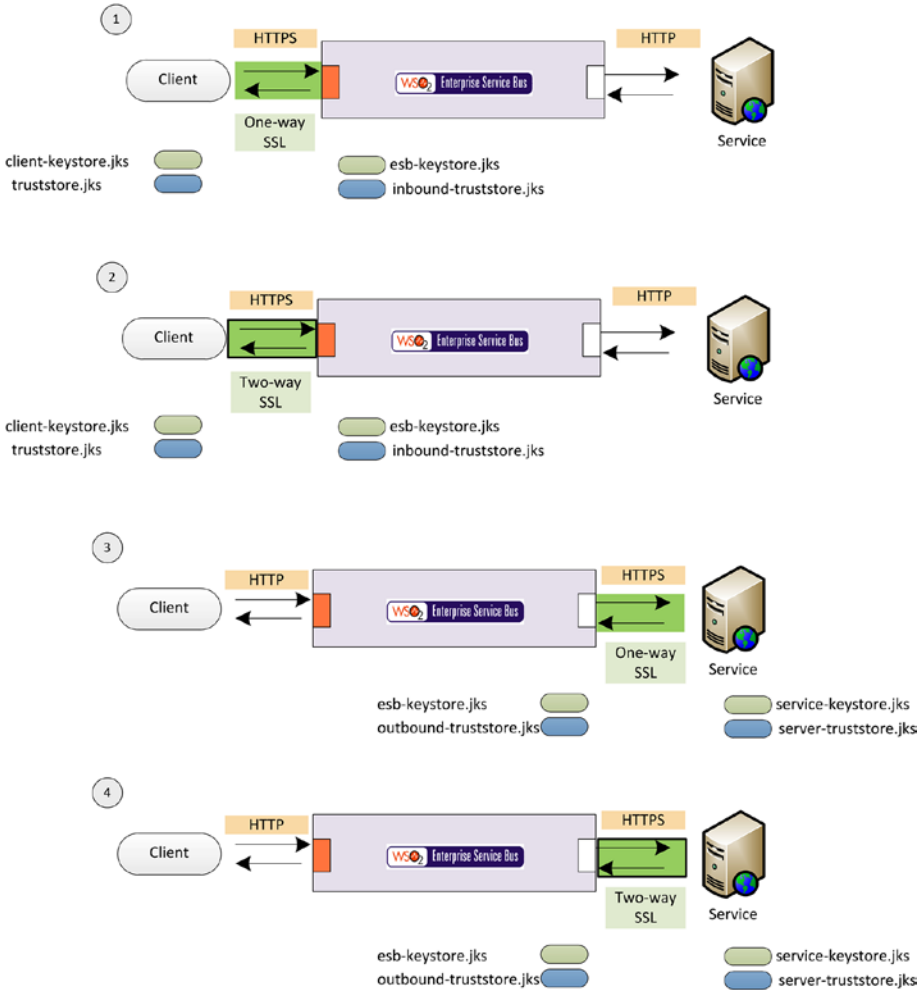 1
HTTPS
HTTP
Client
WSO2 Enterprise Service Bus
One-way
SSL
Service
client-keystore.jks
esb-keystore.jks
truststore.jks
inbound-truststore.jks
2
HTTPS
HTTP
Client
WSO2 Enterprise Service Bus
Two-way
SSL
Service
client-keystore.jks
esb-keystore.jks
truststore.jks
inbound-truststore.jks
3
HTTP
HTTPS
Client
WSO2 Enterprise Service Bus
One-way
SSL
Service
esb-keystore.jks
service-keystore.jks
outbound-truststore.jks
server-truststore.jks
4
HTTP
HTTPS
Client
WSO2 Enterprise Service Bus
Two-way
SSL
Service
esb-keystore.jks
service-keystore.jks
outbound-truststore.jks
server-truststore.jks